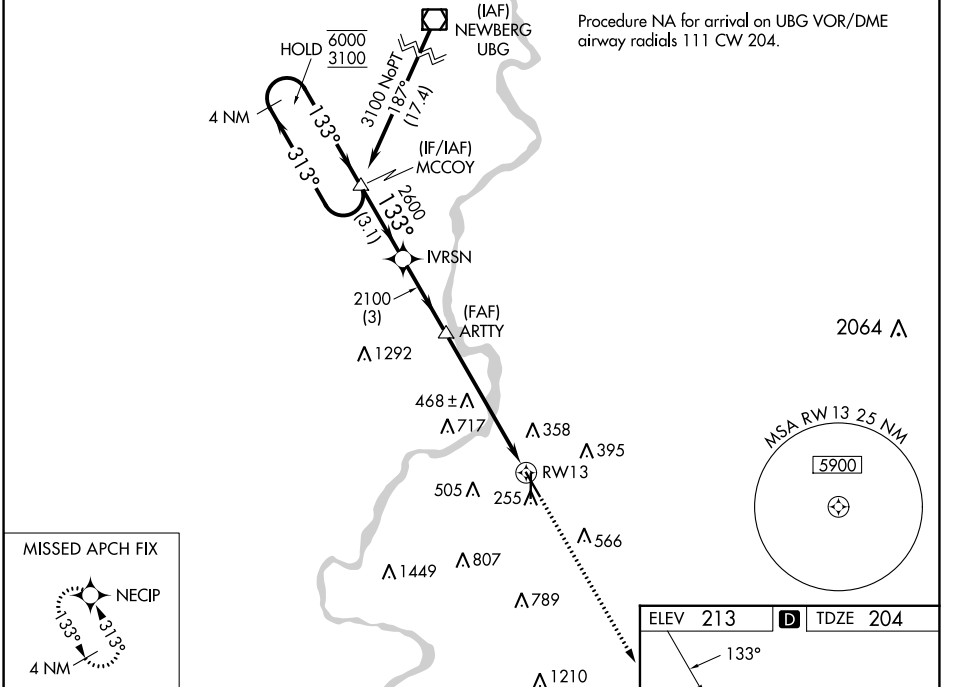 (IAF)
NEWBERG
UBG
Procedure NA for arrival on UBG VOR/DME
airway radials 111 CW 204.
HOLD
6000
3100
3100 NoPT
187°
(17.4)
4 NM
133°
313°
(IF/IAF)
MCCOY
2600
133°
(3.1)
IVRSN
2100
(3)
(FAF)
ARTTY
2064
1292
468 ±
717
358
395
MSA RW 13 25 NM
5900
RW13
505
255
566
1449
807
789
1210
MISSED APCH FIX
NECIP
133°
313°
4 NM
ELEV 213 D TDZE 204
133°